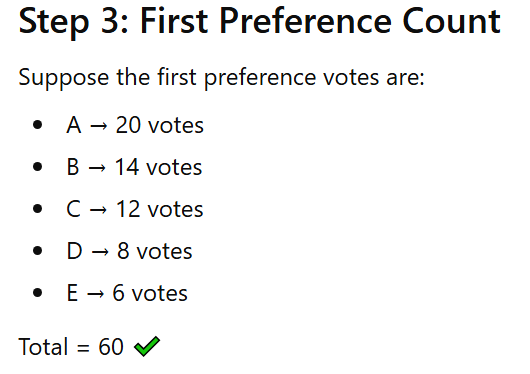 Step 3: First Preference Count
Suppose the first preference votes are:
• A → 20 votes
• B → 14 votes
• C → 12 votes
• D → 8 votes
• E → 6 votes
Total = 60 ✔